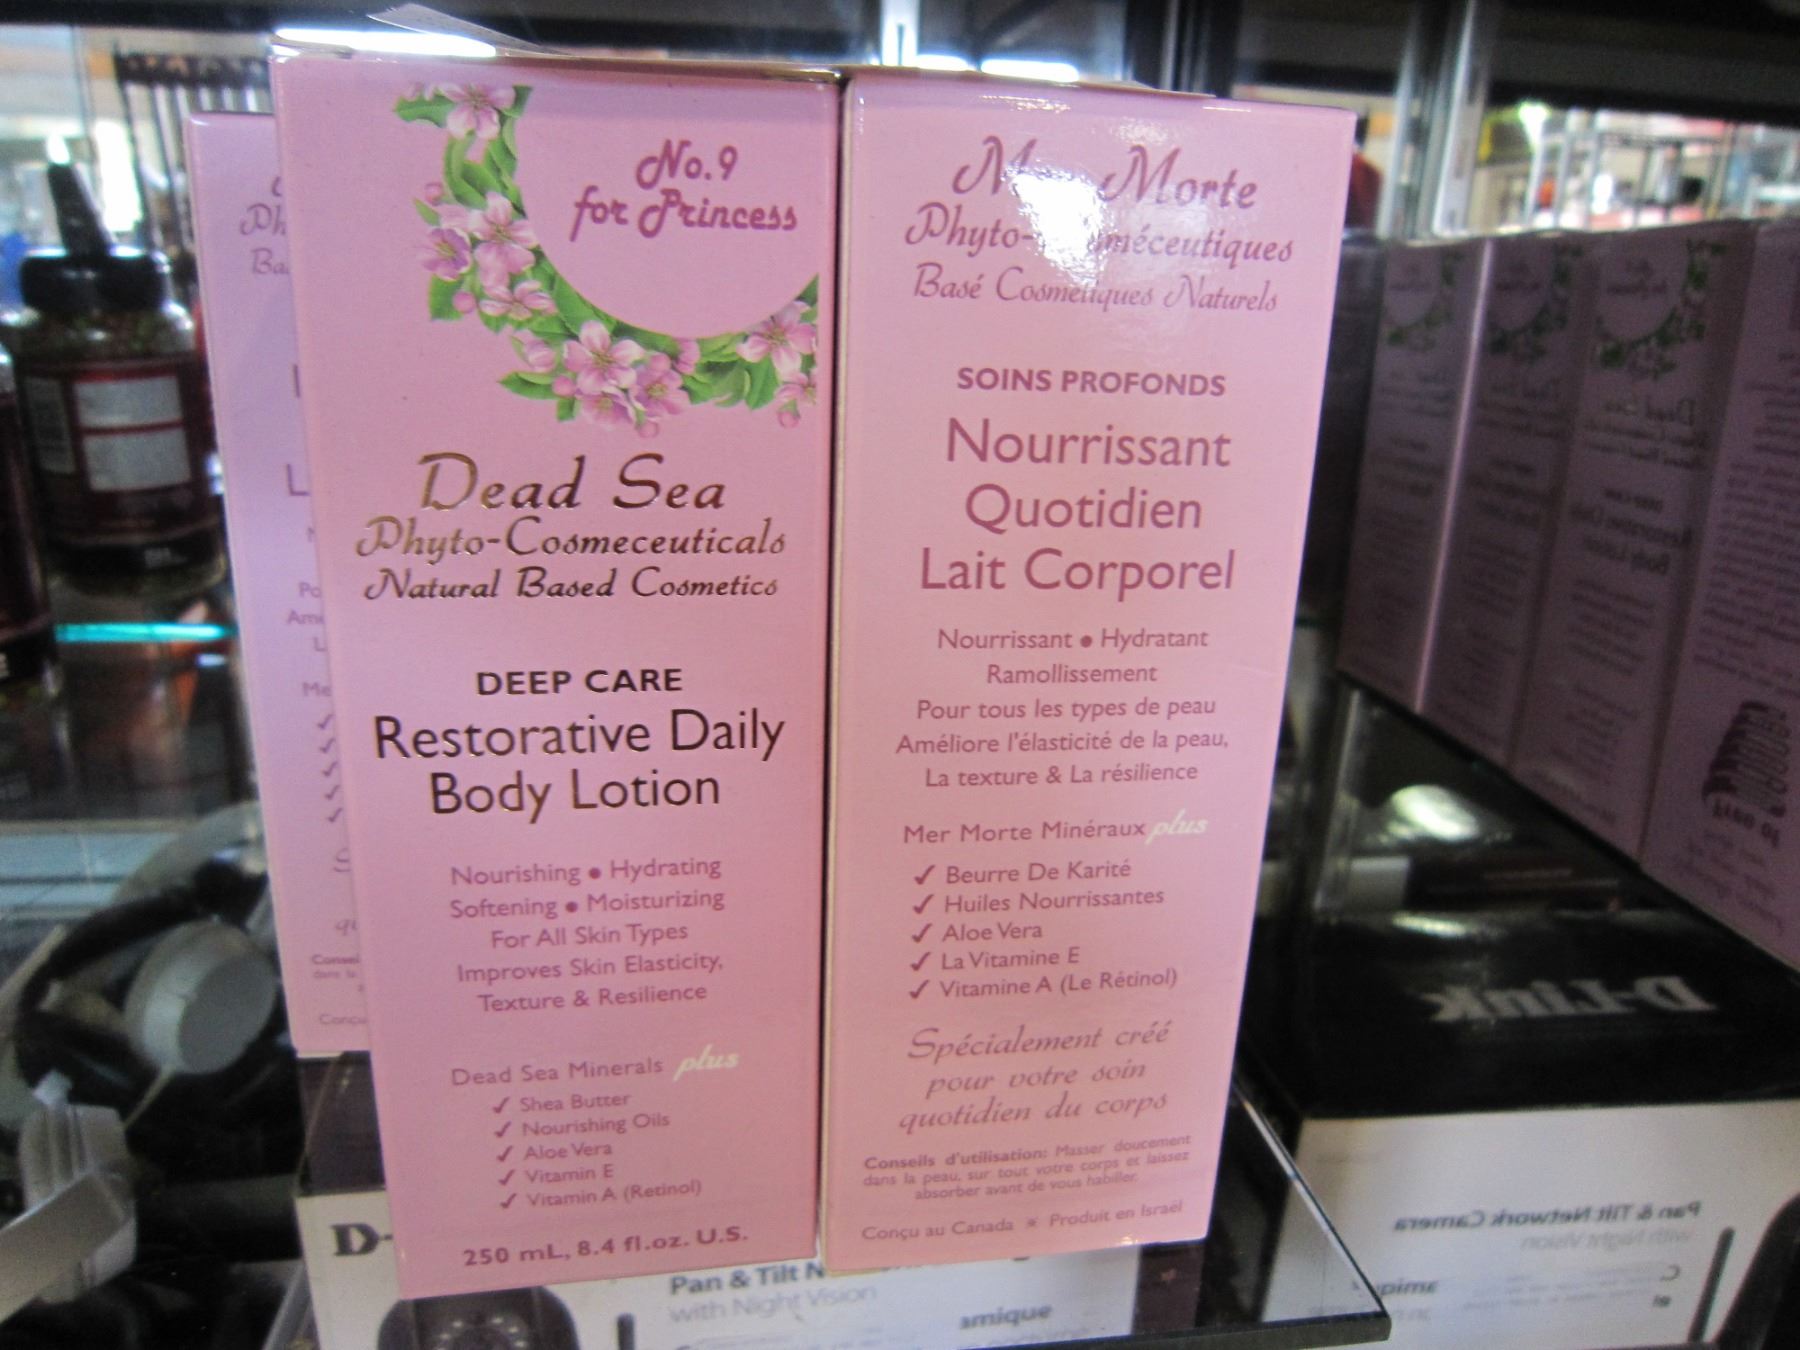 No.9
for Princess
Dead Sea
Phyto-Cosmeceuticals
Natural Based Cosmetics
DEEP CARE
Restorative Daily
Body Lotion
Nourishing • Hydrating
Softening • Moisturizing
For All Skin Types
Improves Skin Elasticity,
Texture & Resilience
Dead Sea Minerals plus
✓ Shea Butter
✓ Nourishing Oils
✓ Aloe Vera
✓ Vitamin E
✓ Vitamin A (Retinol)
250 mL, 8.4 fl.oz. U.S.
Morte
Basé Cosmetiques Naturels
SOINS PROFONDS
Nourrissant
Quotidien
Lait Corporel
Nourrissant • Hydratant
Ramollissement
Pour tous les types de peau
Améliore l'élasticité de la peau,
La texture & La résilience
Mer Morte Minéraux plus
✓ Beurre De Karité
✓ Huiles Nourrissantes
✓ Aloe Vera
✓ La Vitamine E
✓ Vitamine A (Le Rétinol)
Spécialement créé
pour votre soin
quotidien du corps
Conseils d'utilisation: Masser doucement
dans la peau, sur tout votre corps et laissez
absorber avant de vous habiller.
Conçu au Canada * Produit en Israël
Pan & Tilt
with Night Vision
D-Link
Pan & Tilt Network Camera
with Night Vision